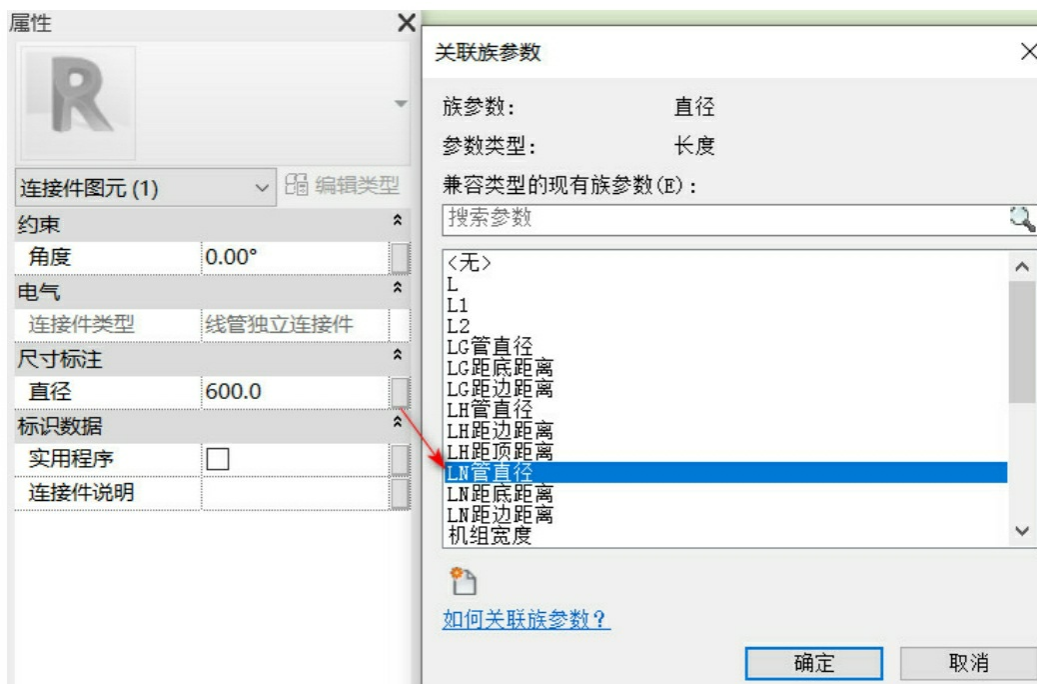 属性
R
连接件图元 (1)
编辑类型
约束
角度 0.00°
电气
连接件类型 线管独立连接件
尺寸标注
直径 600.0
标识数据
实用程序
连接件说明
关联族参数
族参数: 直径
参数类型: 长度
兼容类型的现有族参数(E):
搜索参数
<无>
L
L1
L2
LG管直径
LG距底距离
LG距边距离
LH管直径
LH距边距离
LH距顶距离
LN管直径
LN距底距离
LN距边距离
机组宽度
如何关联族参数?
确定
取消